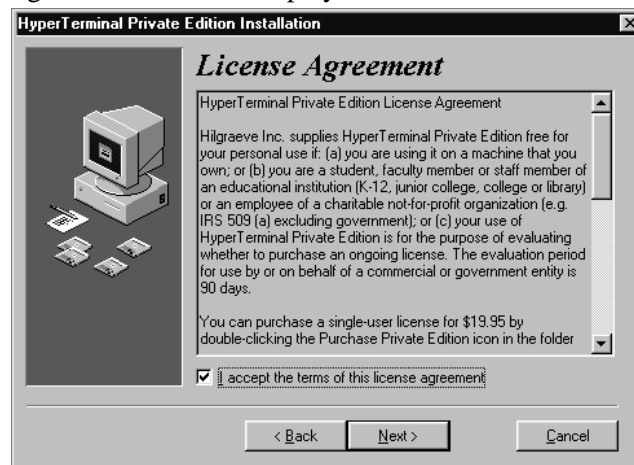 HyperTerminal Private Edition Installation
License Agreement
HyperTerminal Private Edition License Agreement
Hilgraeve Inc. supplies HyperTerminal Private Edition free for
your personal use if: (a) you are using it on a machine that you
own; or (b) you are a student, faculty member or staff member of
an educational institution (K-12, junior college, college or library)
or an employee of a charitable not-for-profit organization (e.g.
IRS 509 (a) excluding government); or (c) your use of
HyperTerminal Private Edition is for the purpose of evaluating
whether to purchase an ongoing license. The evaluation period
for use by or on behalf of a commercial or government entity is
90 days.
You can purchase a single-user license for $19.95 by
double-clicking the Purchase Private Edition icon in the folder
I accept the terms of this license agreement
< Back
Next >
Cancel